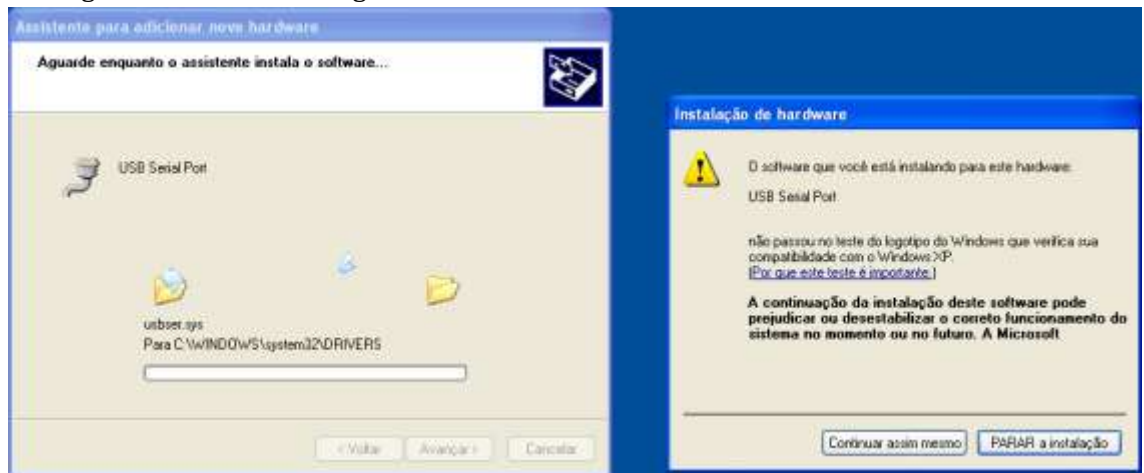 Assistente para adicionar novo hardware
Aguarde enquanto o assistente instala o software...
USB Serial Port
usbser.sys
Para C:\WINDOWS\system32\DRIVERS
< Voltar
Avançar >
Cancelar
Instalação de hardware
O software que você está instalando para este hardware:
USB Serial Port
não passou no teste do logotipo do Windows que verifica sua
compatibilidade com o Windows XP.
(Por que este teste é importante.)
A continuação da instalação deste software pode
prejudicar ou desestabilizar o correto funcionamento do
sistema no momento ou no futuro. A Microsoft
Continuar assim mesmo
PARAR a instalação